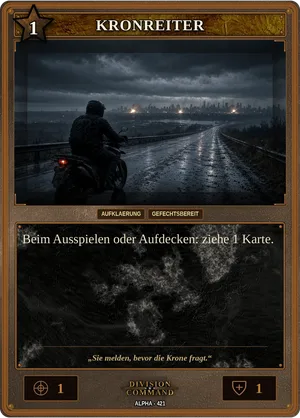 1
KRONREITER
AUFKLAERUNG GEFECHTSBEREIT
Beim Ausspielen oder Aufdecken: ziehe 1 Karte.
„Sie melden, bevor die Krone fragt.“
1 DIVISION COMMAND 1
ALPHA - 421